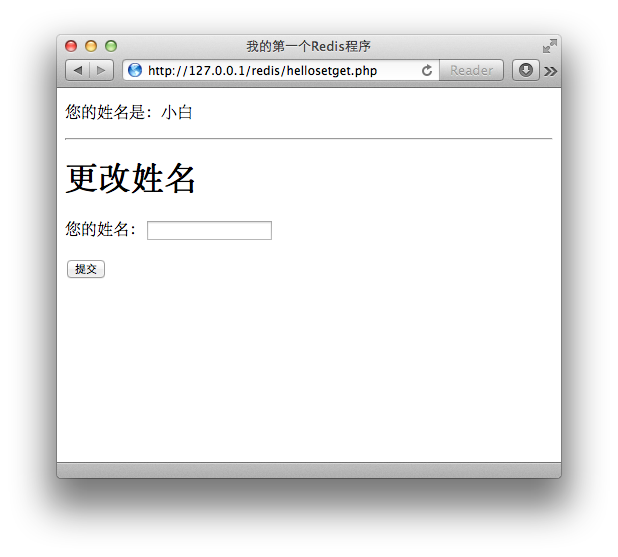 我的第一个Redis程序
http://127.0.0.1/redis/hellosetget.php Reader
您的姓名是：小白
更改姓名
您的姓名：
提交